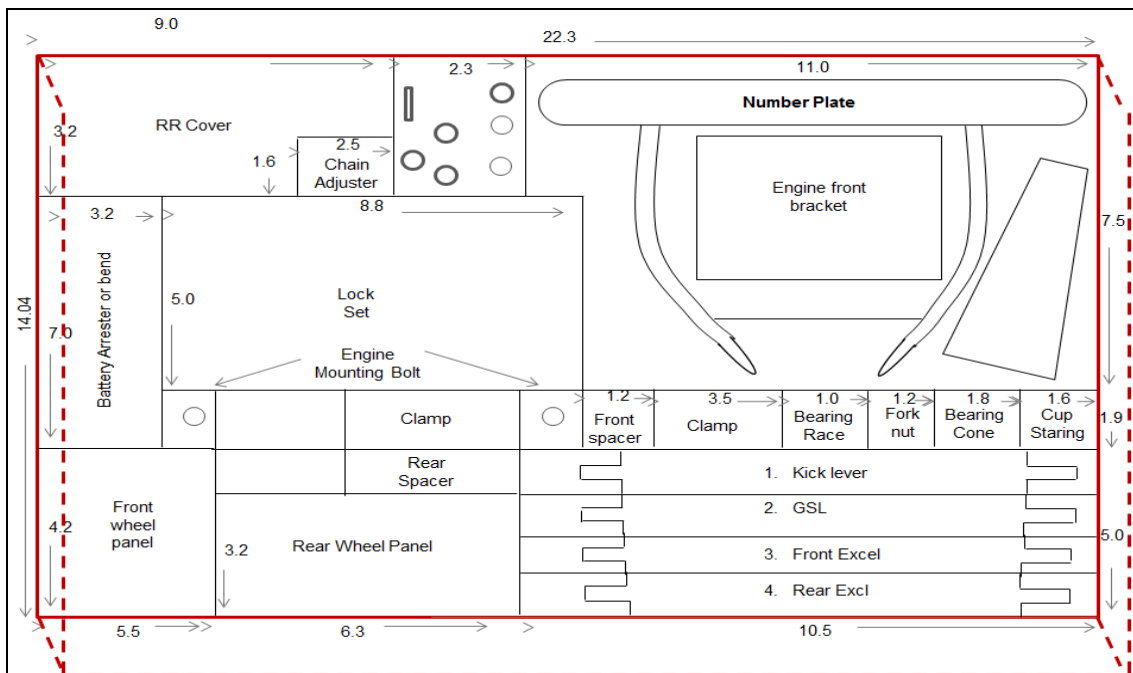 9.0
22.3
2.3
11.0
Number Plate
3.2
RR Cover
1.6
2.5
Chain
Adjuster
Engine front
bracket
3.2
8.8
7.5
14.04
7.0
Battery Arrester or bend
5.0
Lock
Set
Engine
Mounting Bolt
Clamp
1.2
Front
spacer
3.5
Clamp
1.0
Bearing
Race
1.2
Fork
nut
1.8
Bearing
Cone
1.6
Cup
Staring
1.9
Rear
Spacer
1. Kick lever
2. GSL
3. Front Excel
4. Rear Excl
5.0
Front
wheel
panel
4.2
3.2
Rear Wheel Panel
5.5
6.3
10.5